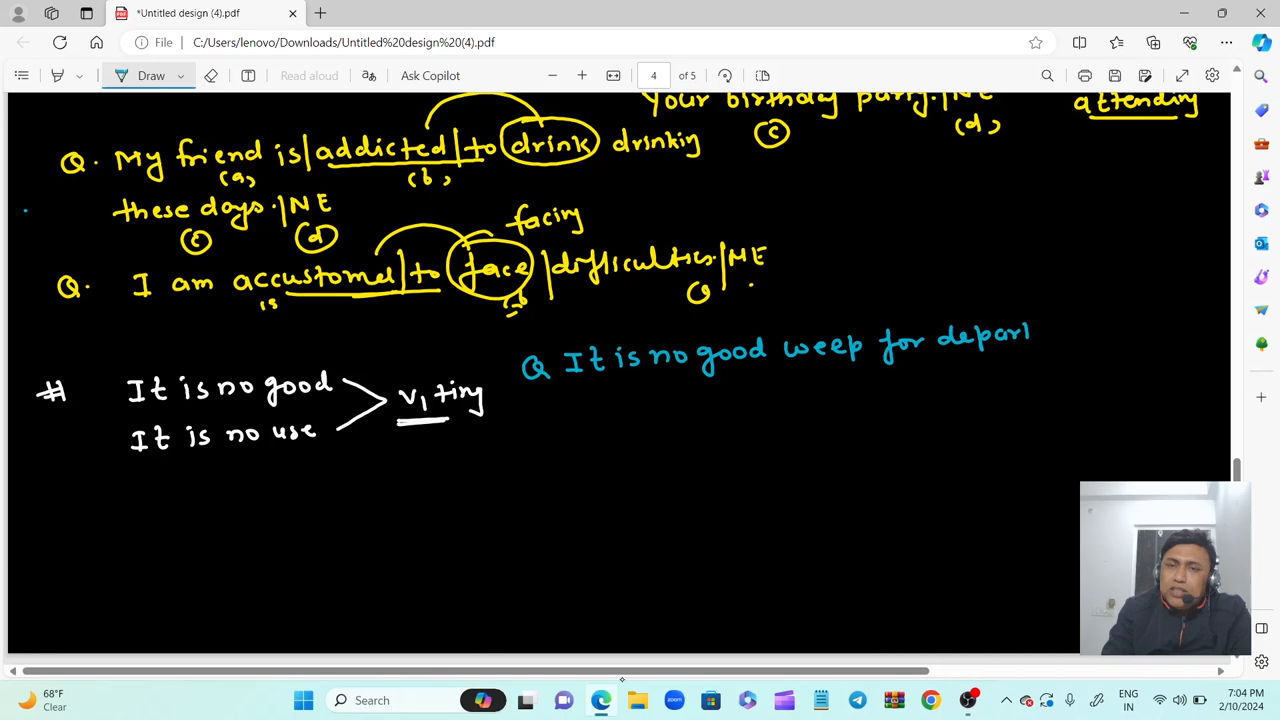 *Untitled design (4).pdf
File C:/Users/lenovo/Downloads/Untitled%20design%20(4).pdf
Draw Read aloud Ask Copilot 4 of 5
Your birthday party.|NE attending
(c) (d)
Q. My friend is|addicted|to drink drinking
(a) (b)
these days.|NE
(c) (d)
facing
Q. I am accustomed|to face|difficulties.|NE
It is no good
It is no use
V1 +ing
Q It is no good weep for depart
68°F
Clear
Search
ENG
IN
7:04 PM
2/10/2024